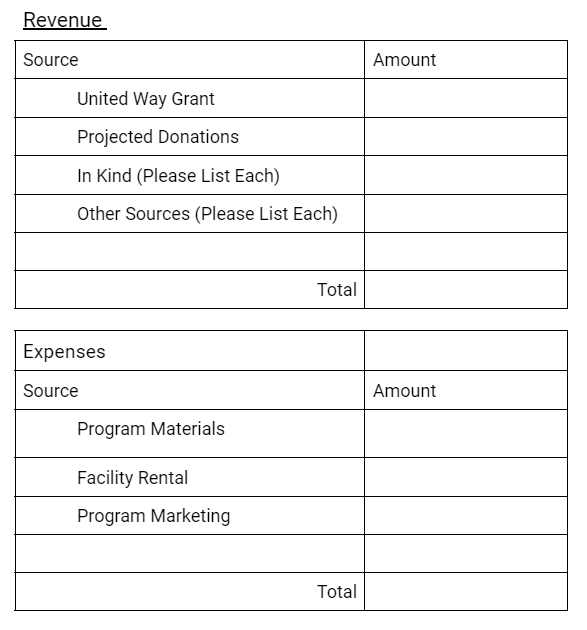 Revenue
Source Amount
United Way Grant
Projected Donations
In Kind (Please List Each)
Other Sources (Please List Each)
Total
Expenses
Source Amount
Program Materials
Facility Rental
Program Marketing
Total